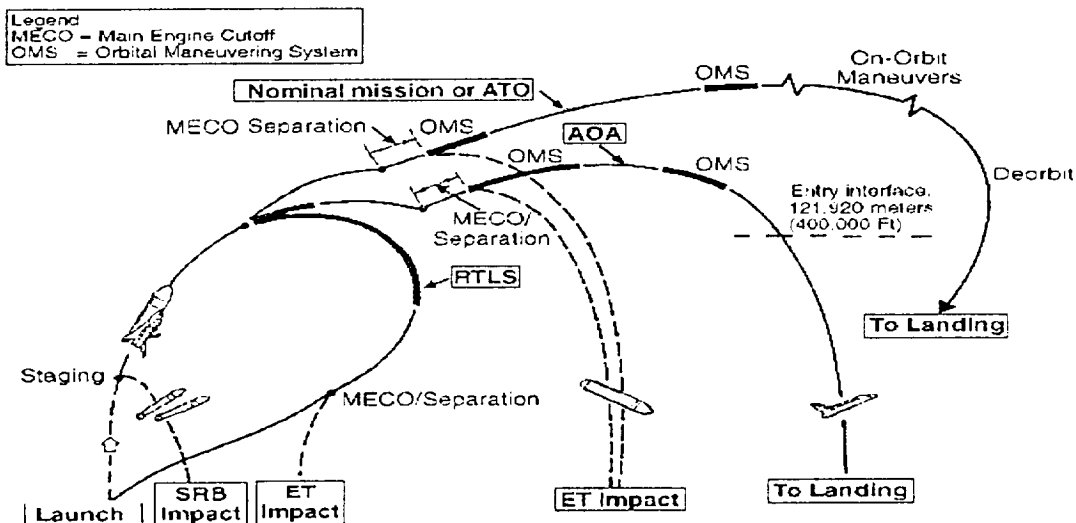 Legend
MECO – Main Engine Cutoff
OMS = Orbital Maneuvering System
OMS
On-Orbit
Maneuvers
Nominal mission or ATO
MECO Separation
OMS
AOA
OMS
OMS
Deorbit
Entry interface,
121,920 meters
(400,000 Ft)
MECO/
Separation
RTLS
To Landing
Staging
MECO/Separation
SRB
Impact
ET
Impact
ET Impact
To Landing
Launch